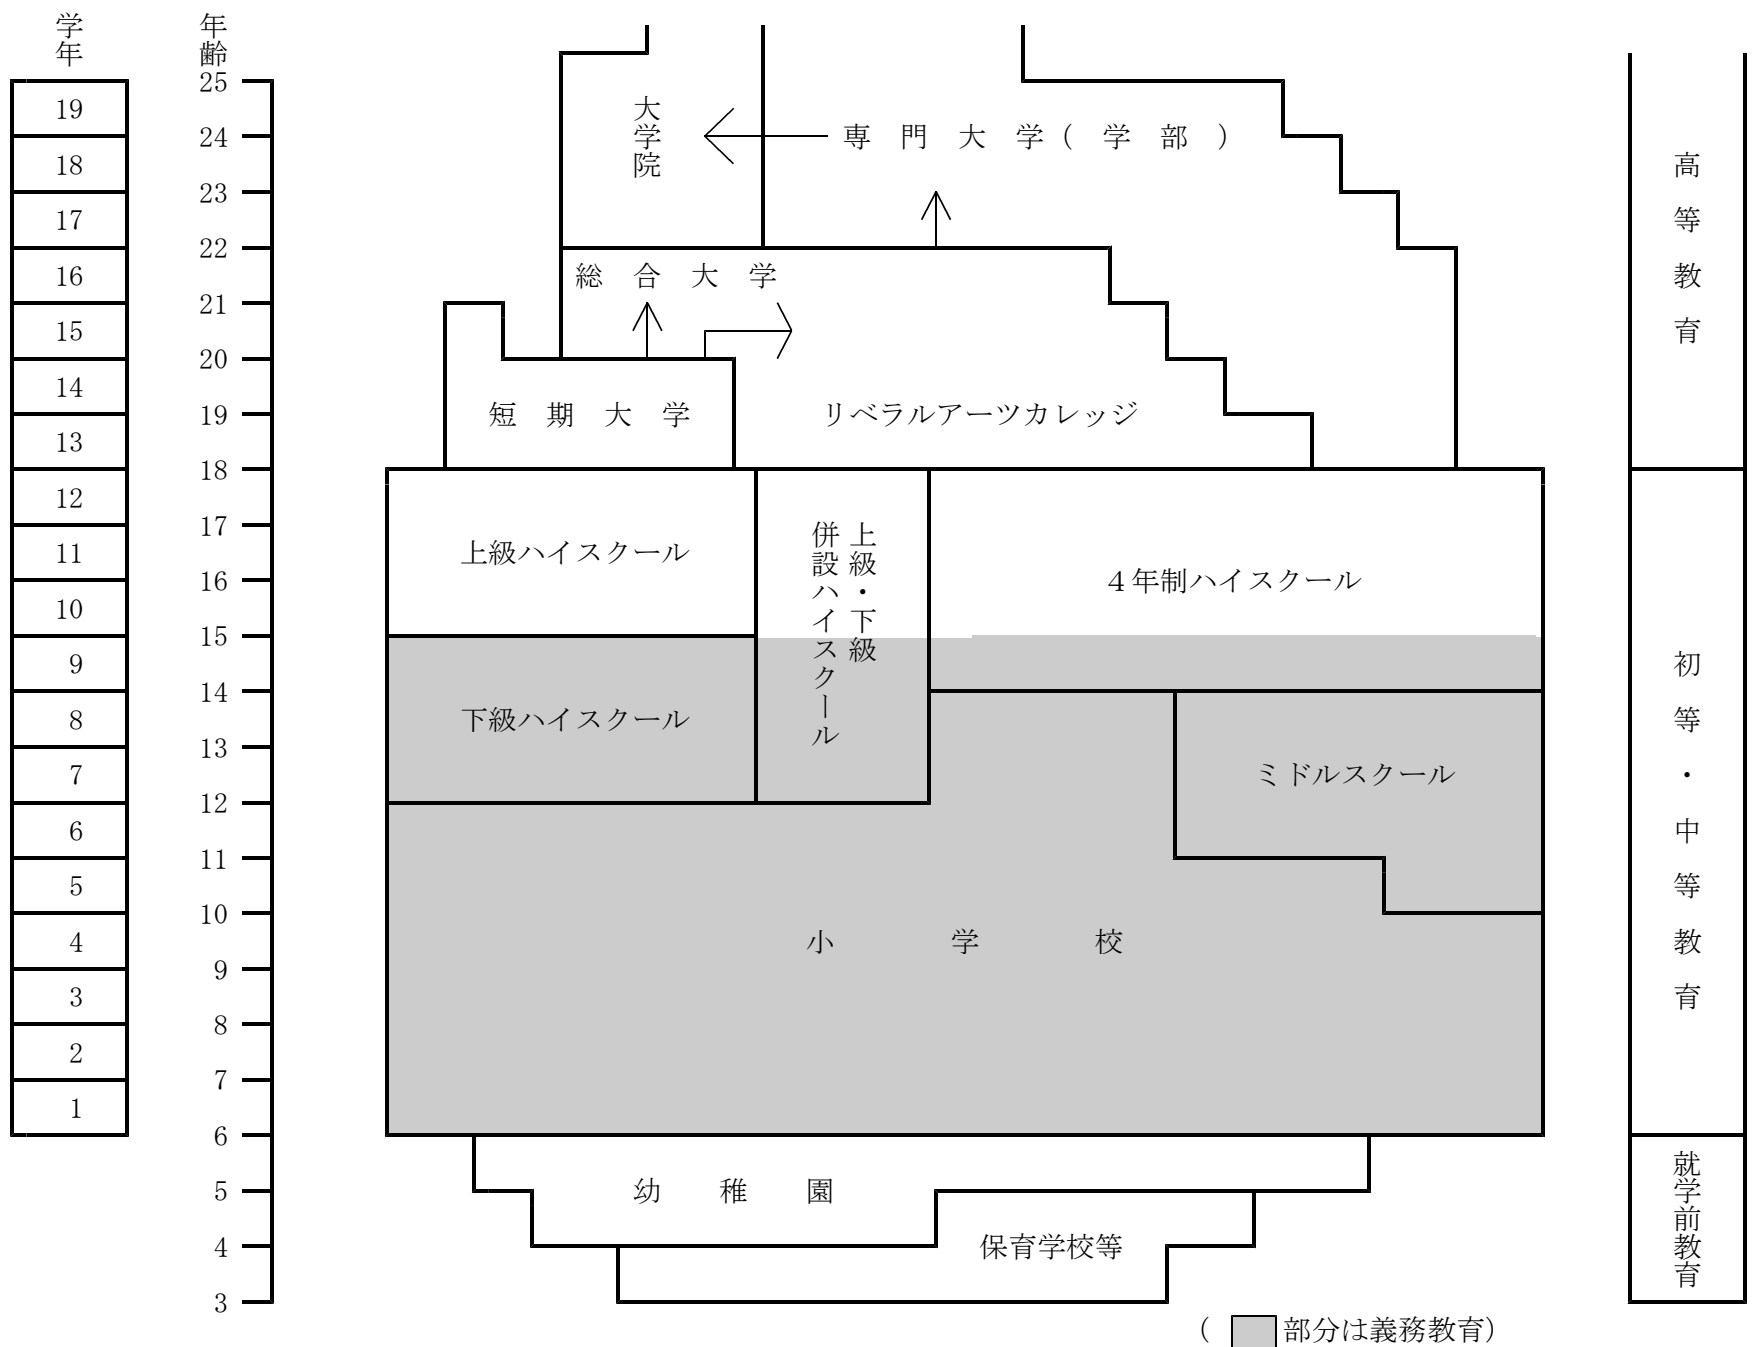 学年
年齢
25
19
24
18
23
17
22
16
21
15
20
14
19
13
18
12
17
11
16
10
15
9
14
8
13
7
12
6
11
5
10
4
9
3
8
2
7
1
6
5
4
3
大学院
専門大学(学部)
総合大学
短期大学
リベラルアーツカレッジ
上級ハイスクール
上級・下級
併設ハイスクール
4年制ハイスクール
下級ハイスクール
ミドルスクール
小学校
幼稚園
保育学校等
高等教育
初等・中等教育
就学前教育
( 部分は義務教育)